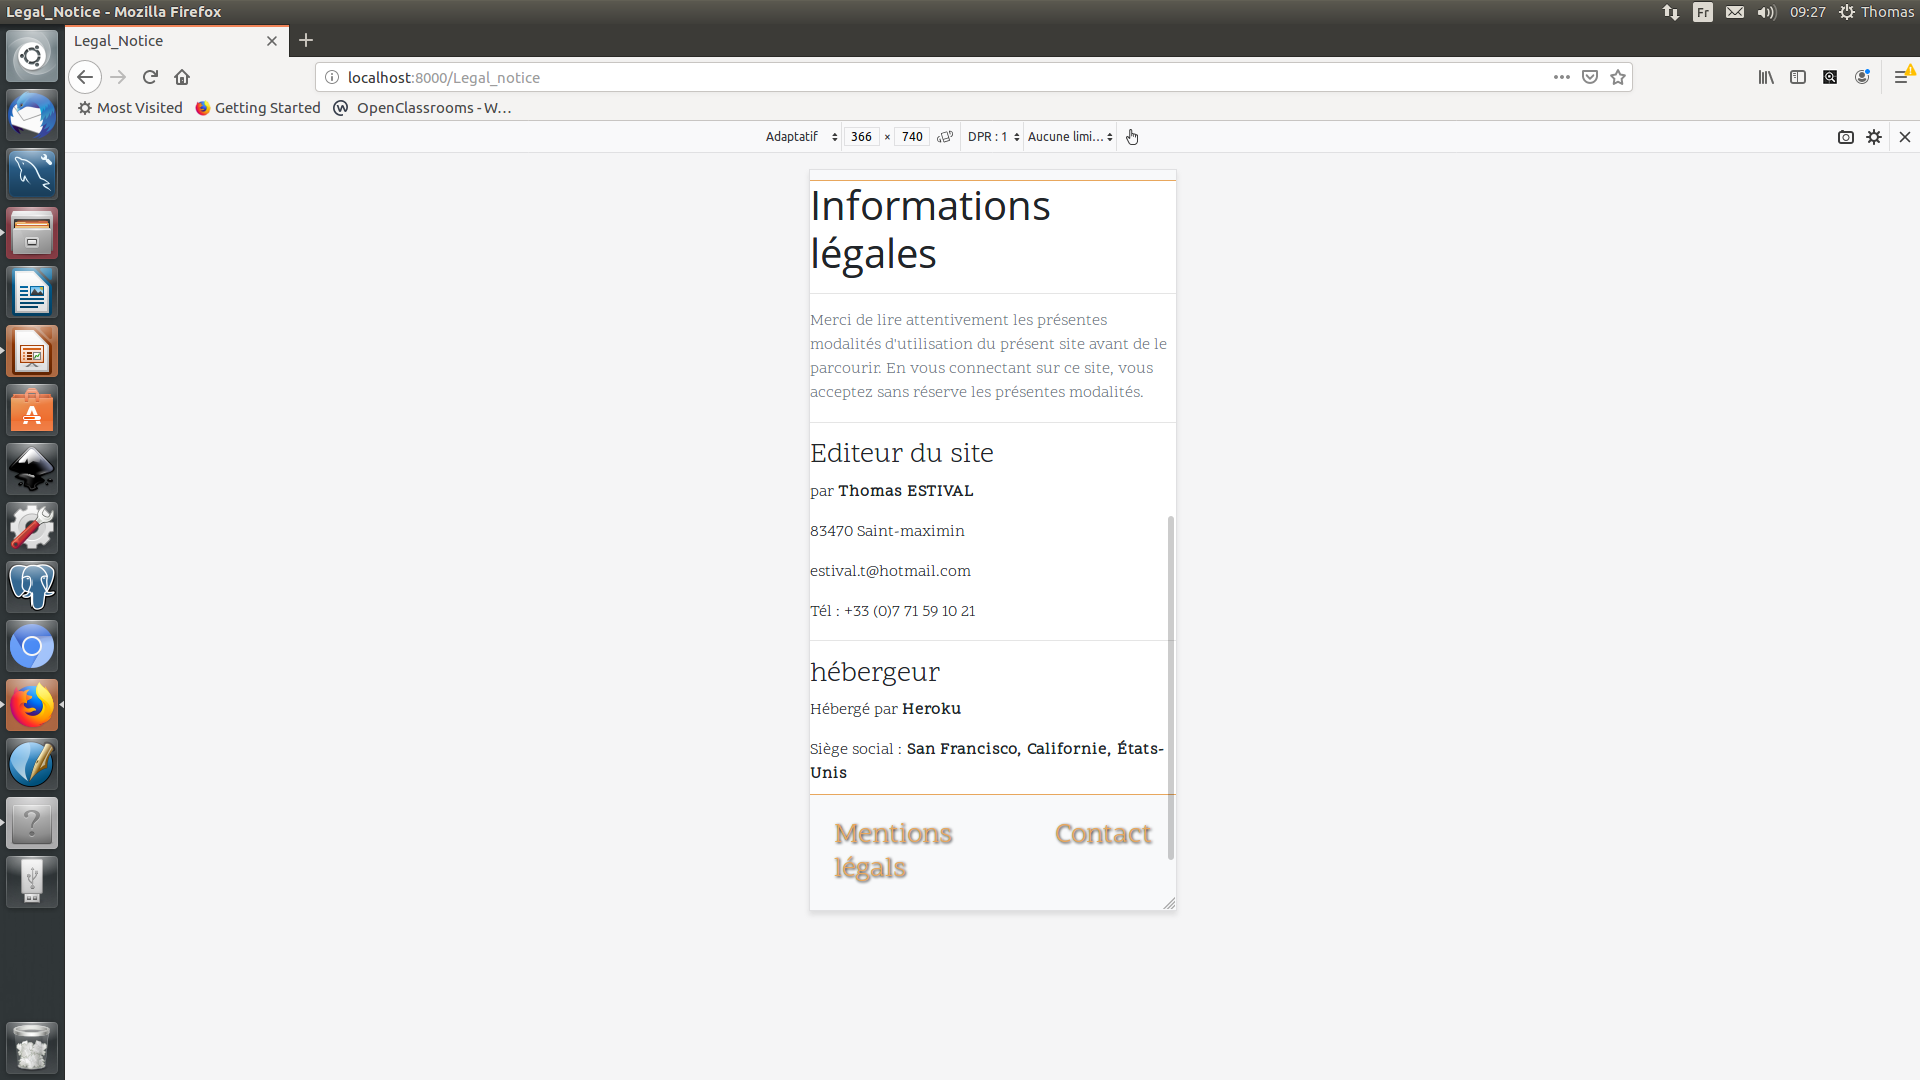 Legal_Notice - Mozilla Firefox
Fr
09:27
Thomas
Legal_Notice
localhost:8000/Legal_notice
Most Visited
Getting Started
OpenClassrooms - W…
Adaptatif
366 × 740
DPR : 1
Aucune limi…
Informations
légales
Merci de lire attentivement les présentes
modalités d'utilisation du présent site avant de le
parcourir. En vous connectant sur ce site, vous
acceptez sans réserve les présentes modalités.
Editeur du site
par Thomas ESTIVAL
83470 Saint-maximin
estival.t@hotmail.com
Tél : +33 (0)7 71 59 10 21
hébergeur
Hébergé par Heroku
Siège social : San Francisco, Californie, États-
Unis
Mentions
légals
Contact